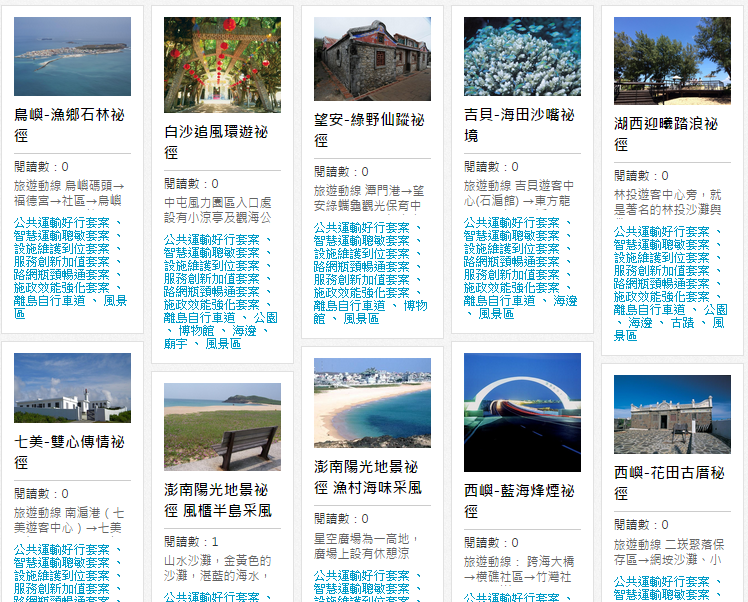 鳥嶼-漁鄉石林祕
徑
閱讀數：0
旅遊動線 鳥嶼碼頭→
福德宮→社區→鳥嶼
公共運輸好行套案 、
智慧運輸聰敏套案 、
設施維護到位套案 、
服務創新加值套案 、
路網瓶頸暢通套案 、
施政效能強化套案 、
離島自行車道 、 風景
區
白沙追風環遊祕
徑
閱讀數：0
中屯風力園區入口處
設有小涼亭及觀海公
公共運輸好行套案 、
智慧運輸聰敏套案 、
設施維護到位套案 、
服務創新加值套案 、
路網瓶頸暢通套案 、
施政效能強化套案 、
離島自行車道 、 公園
、 博物館 、 海邊 、
廟宇 、 風景區
望安-綠野仙蹤祕
徑
閱讀數：0
旅遊動線 潭門港→望
安綠蠵龜觀光保育中
公共運輸好行套案 、
智慧運輸聰敏套案 、
設施維護到位套案 、
服務創新加值套案 、
路網瓶頸暢通套案 、
施政效能強化套案 、
離島自行車道 、 博物
館 、 風景區
吉貝-海田沙嘴祕
境
閱讀數：0
旅遊動線 吉貝遊客中
心(石滬館) →東方龍
公共運輸好行套案 、
智慧運輸聰敏套案 、
設施維護到位套案 、
服務創新加值套案 、
路網瓶頸暢通套案 、
施政效能強化套案 、
離島自行車道 、 海邊
、 風景區
湖西迎曦踏浪祕
徑
閱讀數：0
林投遊客中心旁，就
是著名的林投沙灘與
公共運輸好行套案 、
智慧運輸聰敏套案 、
設施維護到位套案 、
服務創新加值套案 、
路網瓶頸暢通套案 、
施政效能強化套案 、
離島自行車道 、 公園
、 海邊 、 古蹟 、 風
景區
七美-雙心傳情祕
徑
閱讀數：0
旅遊動線 南滬港（七
美遊客中心）→七美
公共運輸好行套案 、
智慧運輸聰敏套案 、
設施維護到位套案 、
服務創新加值套案 、
路網瓶頸暢通套案 、
澎南陽光地景祕
徑 風櫃半島采風
閱讀數：1
山水沙灘，金黃色的
沙灘，湛藍的海水，
公共運輸好行套案 、
澎南陽光地景祕
徑 漁村海味采風
閱讀數：0
星空廣場為一高地，
廣場上設有休憩涼
公共運輸好行套案 、
智慧運輸聰敏套案 、
西嶼-藍海烽煙祕
徑
閱讀數：0
旅遊動線： 跨海大橋
→橫礁社區→竹灣社
公共運輸好行套案 、
西嶼-花田古厝秘
徑
閱讀數：0
旅遊動線 二崁聚落保
存區→網垵沙灘、小
公共運輸好行套案 、
智慧運輸聰敏套案 、